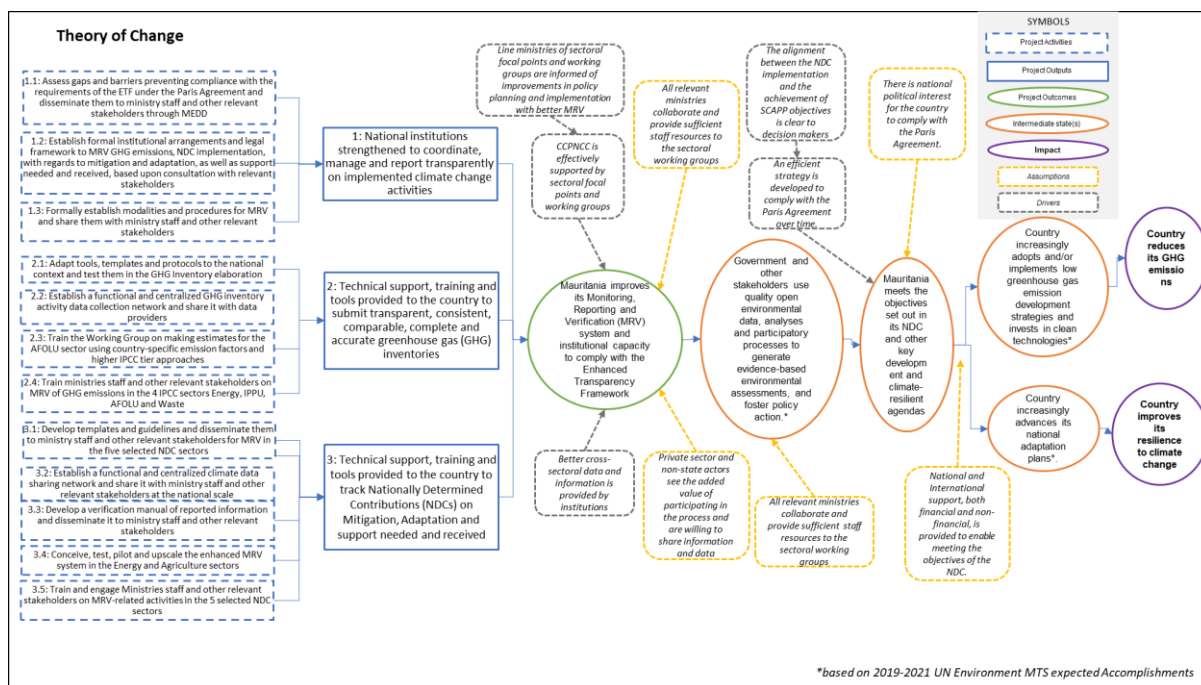 Theory of Change
SYMBOLS
Project Activities
Project Outputs
Project Outcomes
Intermediate state(s)
Impact
Assumptions
Drivers
1.1: Assess gaps and barriers preventing compliance with the
requirements of the ETF under the Paris Agreement and
disseminate them to ministry staff and other relevant
stakeholders through MEDD
1.2: Establish formal institutional arrangements and legal
framework to MRV GHG emissions, NDC implementation,
with regards to mitigation and adaptation, as well as support
needed and received, based upon consultation with relevant
stakeholders
1.3: Formally establish modalities and procedures for MRV
and share them with ministry staff and other relevant
stakeholders
2.1: Adapt tools, templates and protocols to the national
context and test them in the GHG Inventory elaboration
2.2: Establish a functional and centralized GHG inventory
activity data collection network and share it with data
providers
2.3: Train the Working Group on making estimates for the
AFOLU sector using country-specific emission factors and
higher IPCC tier approaches
2.4: Train ministries staff and other relevant stakeholders on
MRV of GHG emissions in the 4 IPCC sectors Energy, IPPU,
AFOLU and Waste
3.1: Develop templates and guidelines and disseminate them
to ministry staff and other relevant stakeholders for MRV in
the five selected NDC sectors
3.2: Establish a functional and centralized climate data
sharing network and share it with ministry staff and other
relevant stakeholders at the national scale
3.3: Develop a verification manual of reported information
and disseminate it to ministry staff and other relevant
stakeholders
3.4: Conceive, test, pilot and upscale the enhanced MRV
system in the Energy and Agriculture sectors
3.5: Train and engage Ministries staff and other relevant
stakeholders on MRV-related activities in the 5 selected NDC
sectors
1: National institutions
strengthened to coordinate,
manage and report transparently
on implemented climate change
activities
2: Technical support, training and
tools provided to the country to
submit transparent, consistent,
comparable, complete and
accurate greenhouse gas (GHG)
inventories
3: Technical support, training and
tools provided to the country to
track Nationally Determined
Contributions (NDCs) on
Mitigation, Adaptation and
support needed and received
Line ministries of sectoral
focal points and working
groups are informed of
improvements in policy
planning and implementation
with better MRV
CCPNCC is
effectively
supported by
sectoral focal
points and
working groups
All relevant
ministries
collaborate and
provide sufficient
staff resources to
the sectoral
working groups
The alignment
between the NDC
implementation
and the
achievement of
SCAPP objectives
is clear to
decision makers
An efficient
strategy is
developed to
comply with the
Paris Agreement
over time.
There is national
political interest
for the country
to comply with
the Paris
Agreement.
Mauritania improves
its Monitoring,
Reporting and
Verification (MRV)
system and
institutional capacity
to comply with the
Enhanced
Transparency
Framework
Government and
other
stakeholders use
quality open
environmental
data, analyses
and participatory
processes to
generate
evidence-based
environmental
assessments, and
foster policy
action.*
Mauritania
meets the
objectives
set out in
its NDC and
on other
key
developm
ent and
climate-
resilient
agendas
Country
increasingly
adopts and/or
implements low
greenhouse gas
emission
development
strategies and
invests in clean
technologies*
Country
reduces
its GHG
emissio
ns
Country
increasingly
advances its
national
adaptation
plans*.
Country
improves
its
resilience
to climate
change
Better cross-
sectoral data and
information is
provided by
institutions
Private sector and
non-state actors
see the added
value of
participating in
the process and
are willing to
share information
and data
All relevant ministries
collaborate and
provide sufficient staff
resources to the
sectoral working
groups
National and
International
support, both
financial and non-
financial, is
provided to enable
meeting the
objectives of the
NDC.
*based on 2019-2021 UN Environment MTS expected Accomplishments